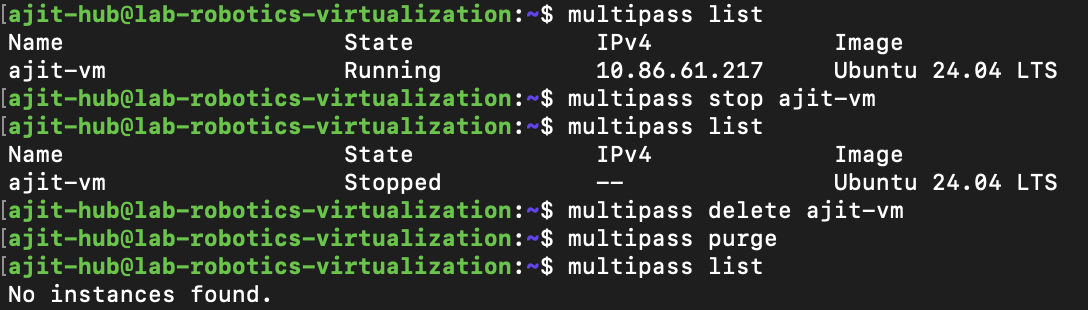 [ajit-hub@lab-robotics-virtualization:~$ multipass list
Name                    State             IPv4             Image
ajit-vm                 Running           10.86.61.217     Ubuntu 24.04 LTS
[ajit-hub@lab-robotics-virtualization:~$ multipass stop ajit-vm
[ajit-hub@lab-robotics-virtualization:~$ multipass list
Name                    State             IPv4             Image
ajit-vm                 Stopped           --               Ubuntu 24.04 LTS
[ajit-hub@lab-robotics-virtualization:~$ multipass delete ajit-vm
[ajit-hub@lab-robotics-virtualization:~$ multipass purge
[ajit-hub@lab-robotics-virtualization:~$ multipass list
No instances found.